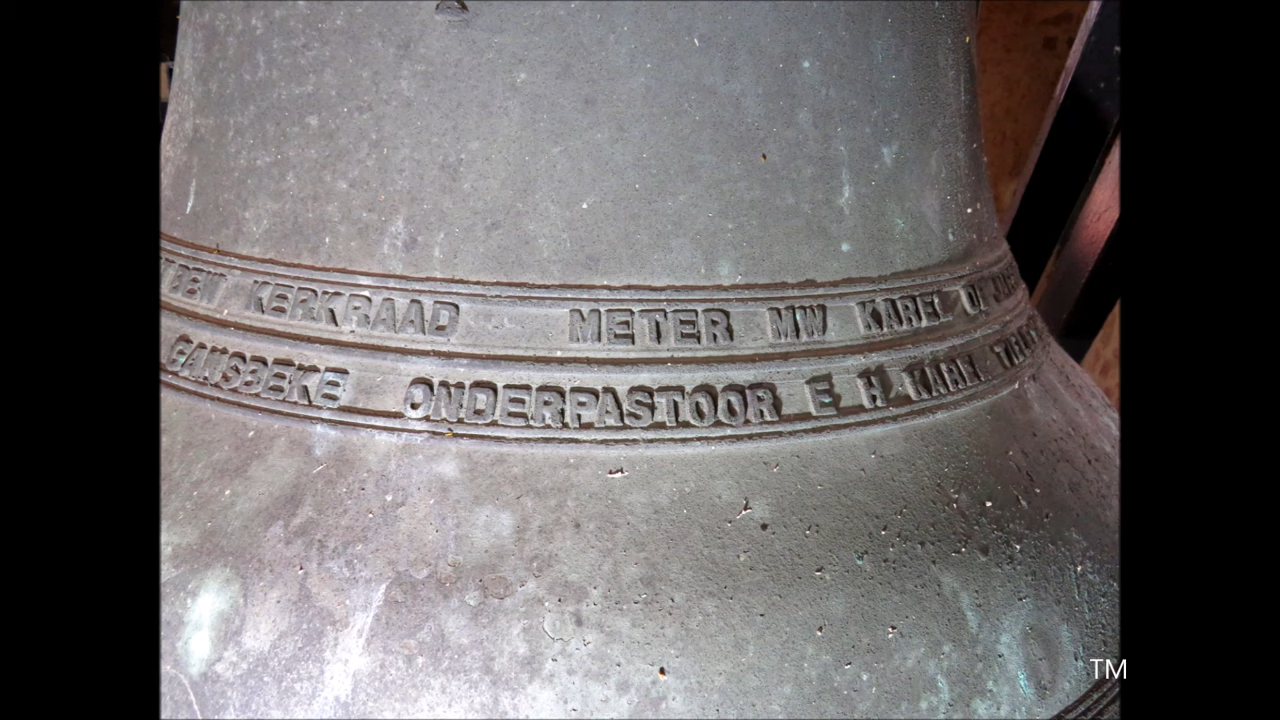 KERKRAAD METER MW KAREL
GANSBEKE ONDERPASTOOR E H KAREL
TM